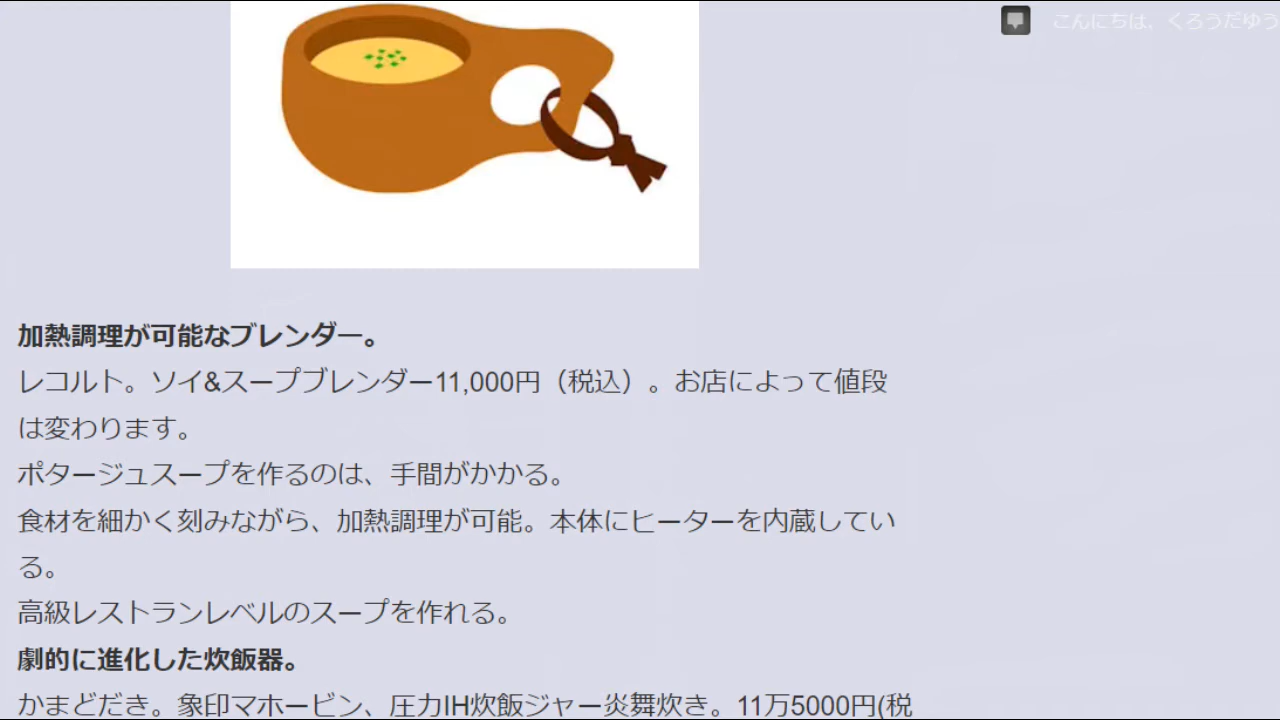 こんにちは、くろうだゆう
加熱調理が可能なブレンダー。
レコルト。ソイ&スープブレンダー11,000円（税込）。お店によって値段
は変わります。
ポタージュスープを作るのは、手間がかかる。
食材を細かく刻みながら、加熱調理が可能。本体にヒーターを内蔵してい
る。
高級レストランレベルのスープを作れる。
劇的に進化した炊飯器。
かまどだき。象印マホービン、圧力IH炊飯ジャー炎舞炊き。11万5000円(税